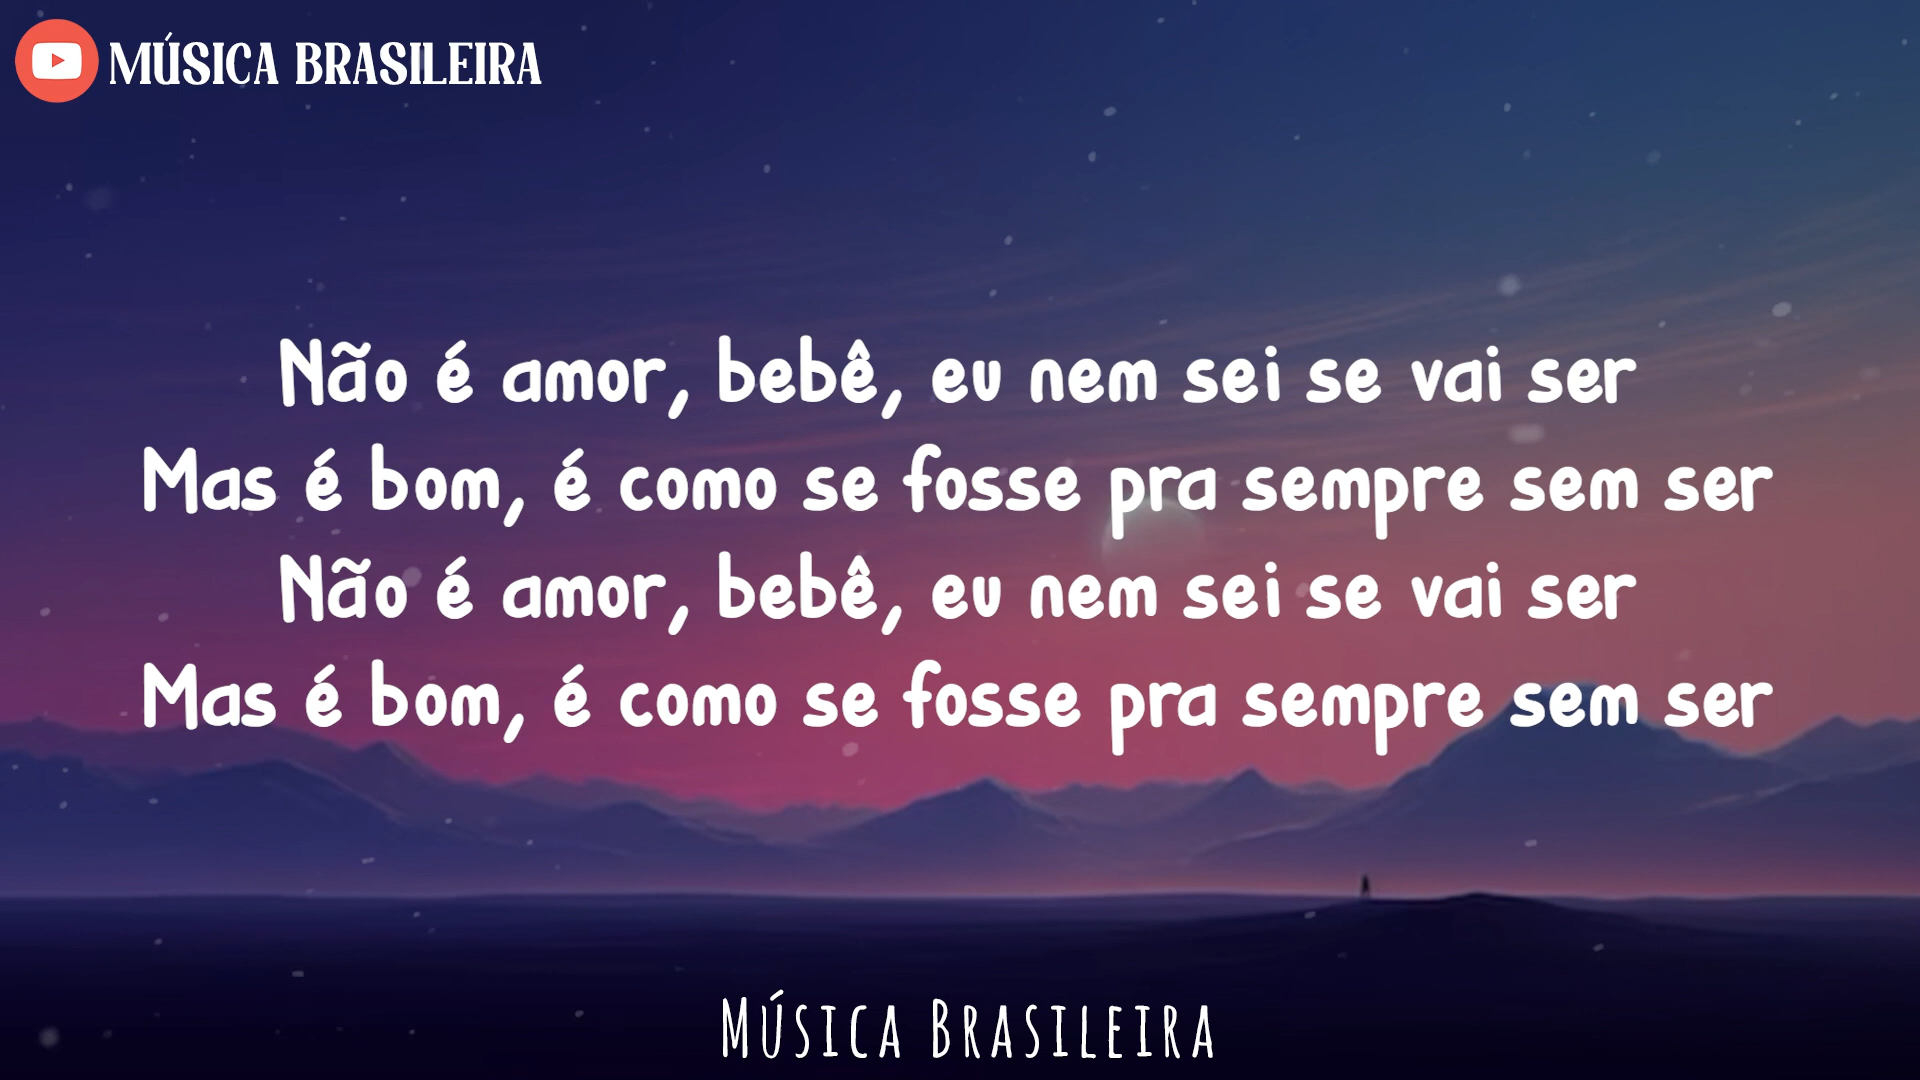 MÚSICA BRASILEIRA
Não é amor, bebê, eu nem sei se vai ser
Mas é bom, é como se fosse pra sempre sem ser
Não é amor, bebê, eu nem sei se vai ser
Mas é bom, é como se fosse pra sempre sem ser
MÚSICA BRASILEIRA